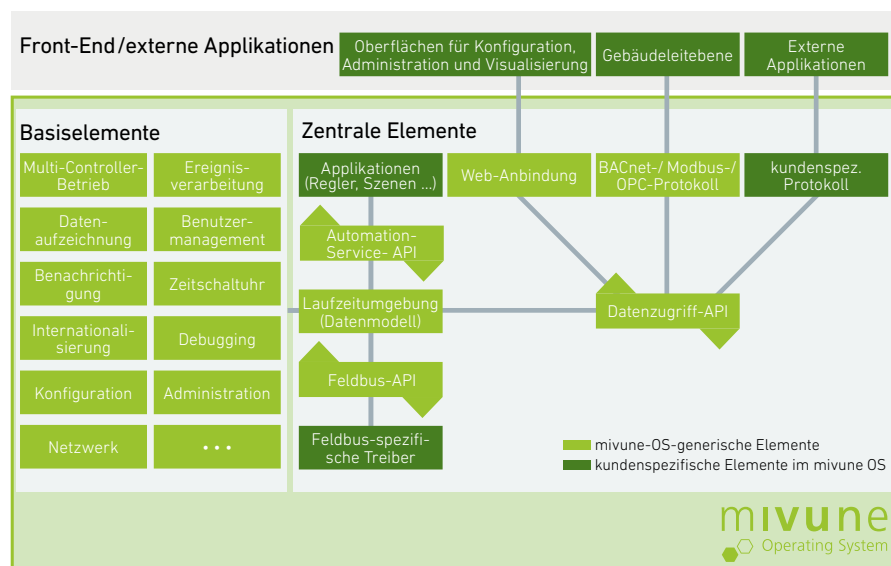 Front-End/externe Applikationen
Oberflächen für Konfiguration,
Administration und Visualisierung
Gebäudeleitebene
Externe
Applikationen
Basiselemente
Multi-Controller-
Betrieb
Ereignis-
verarbeitung
Daten-
aufzeichnung
Benutzer-
management
Benachrichti-
gung
Zeitschaltuhr
Internationali-
sierung
Debugging
Konfiguration
Administration
Netzwerk
• • •
Zentrale Elemente
Applikationen
(Regler, Szenen ...)
Web-Anbindung
BACnet-/ Modbus-/
OPC-Protokoll
kundenspez.
Protokoll
Automation-
Service- API
Laufzeitumgebung
(Datenmodell)
Datenzugriff-API
Feldbus-API
Feldbus-spezifi-
sche Treiber
mivune-OS-generische Elemente
kundenspezifische Elemente im mivune OS
mivune
Operating System